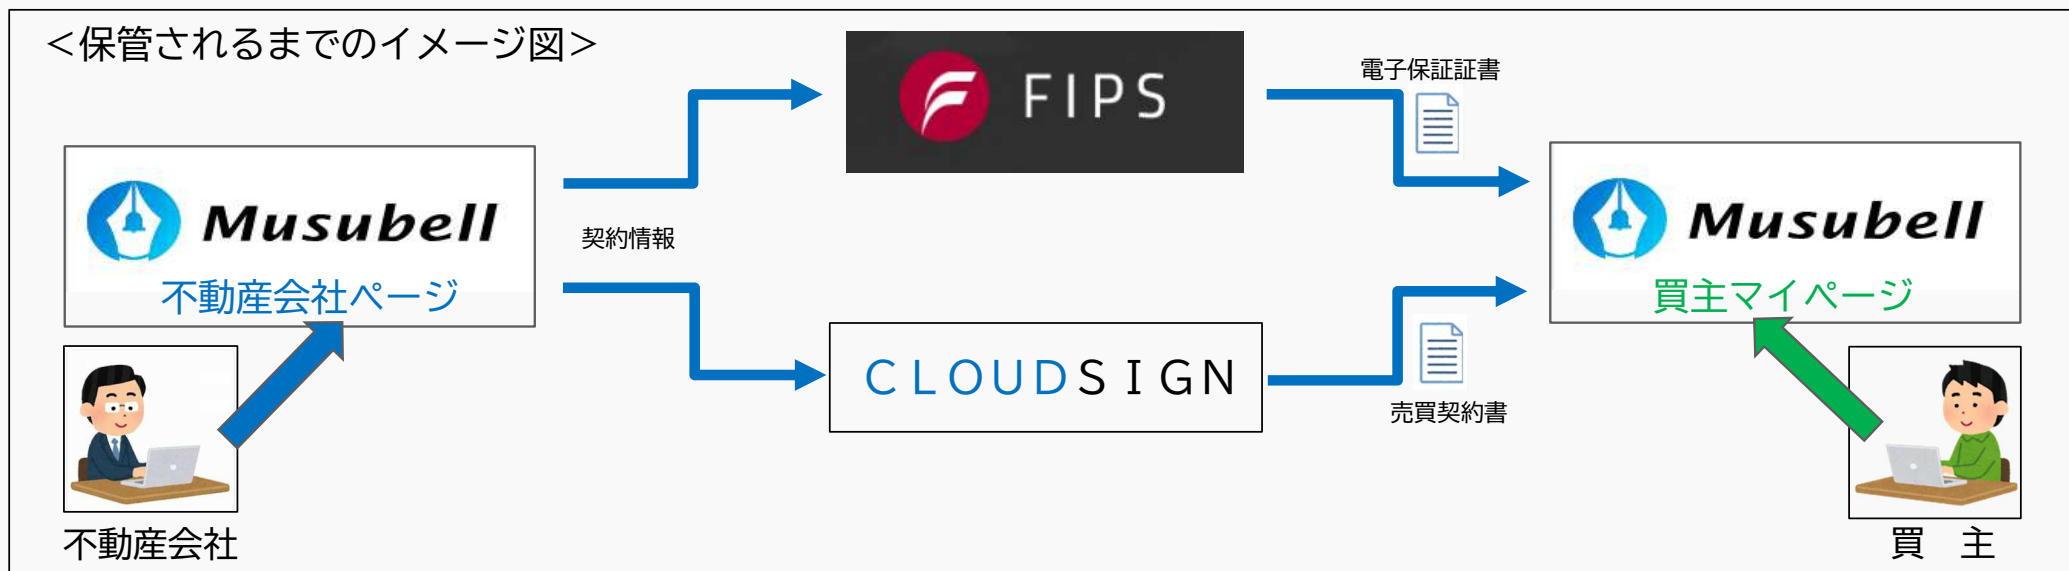 ＜保管されるまでのイメージ図＞
FIPS
電子保証証書
Musubell
不動産会社ページ
契約情報
Musubell
買主マイページ
CLOUDSIGN
売買契約書
不動産会社
買　主